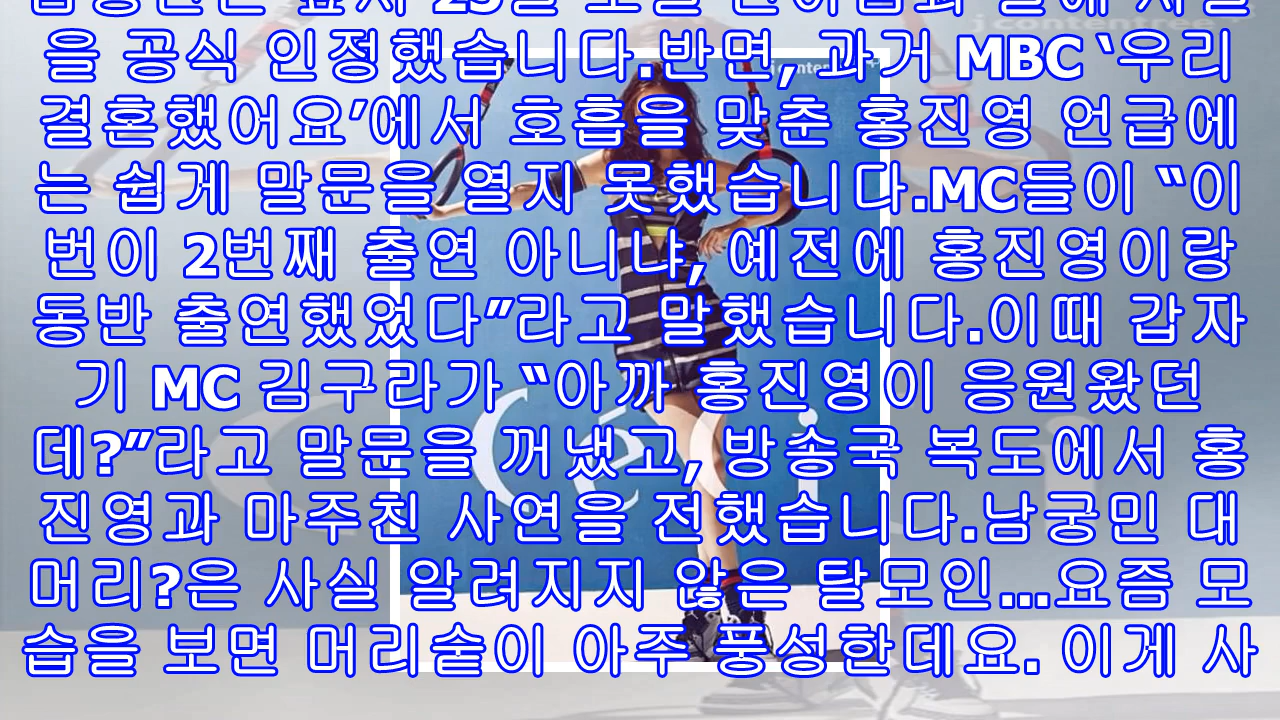 j contentree
을 공식 인정했습니다.반면, 과거 MBC ‘우리
결혼했어요’에서 호흡을 맞춘 홍진영 언급에
는 쉽게 말문을 열지 못했습니다.MC들이 “이
번이 2번째 출연 아니냐, 예전에 홍진영이랑
동반 출연했었다”라고 말했습니다.이때 갑자
기 MC 김구라가 “아까 홍진영이 응원왔던
데?”라고 말문을 꺼냈고, 방송국 복도에서 홍
진영과 마주친 사연을 전했습니다.남궁민 대
머리?은 사실 알려지지 않은 탈모인...요즘 모
습을 보면 머리숱이 아주 풍성한데요. 이게 사
Céci